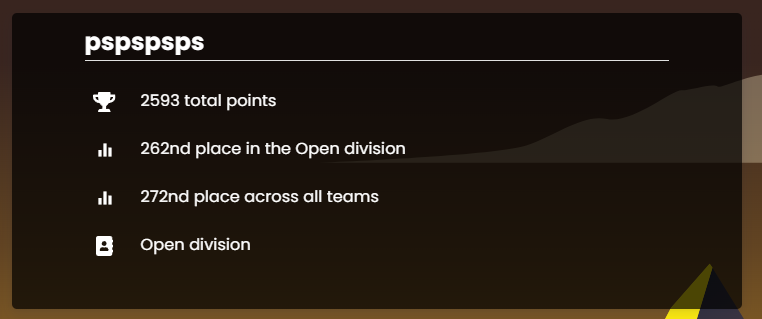 pspspsps
2593 total points
262nd place in the Open division
272nd place across all teams
Open division